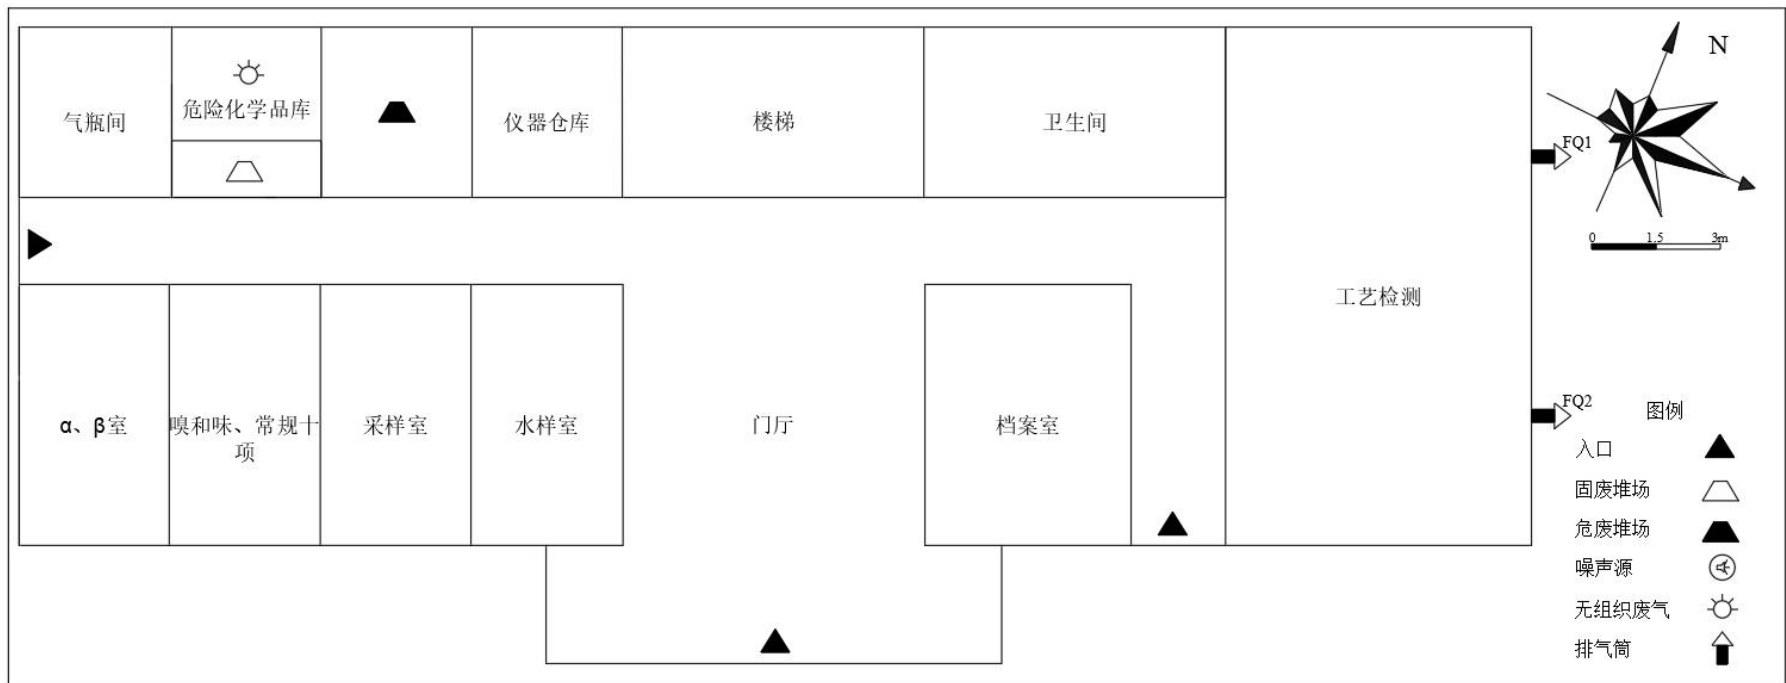 气瓶间
危险化学品库
仪器仓库
楼梯
卫生间
FQ1
N
0 1.5 3m
工艺检测
α、β室
嗅和味、常规十
项
采样室
水样室
门厅
档案室
FQ2
图例
入口
固废堆场
危废堆场
噪声源
无组织废气
排气筒